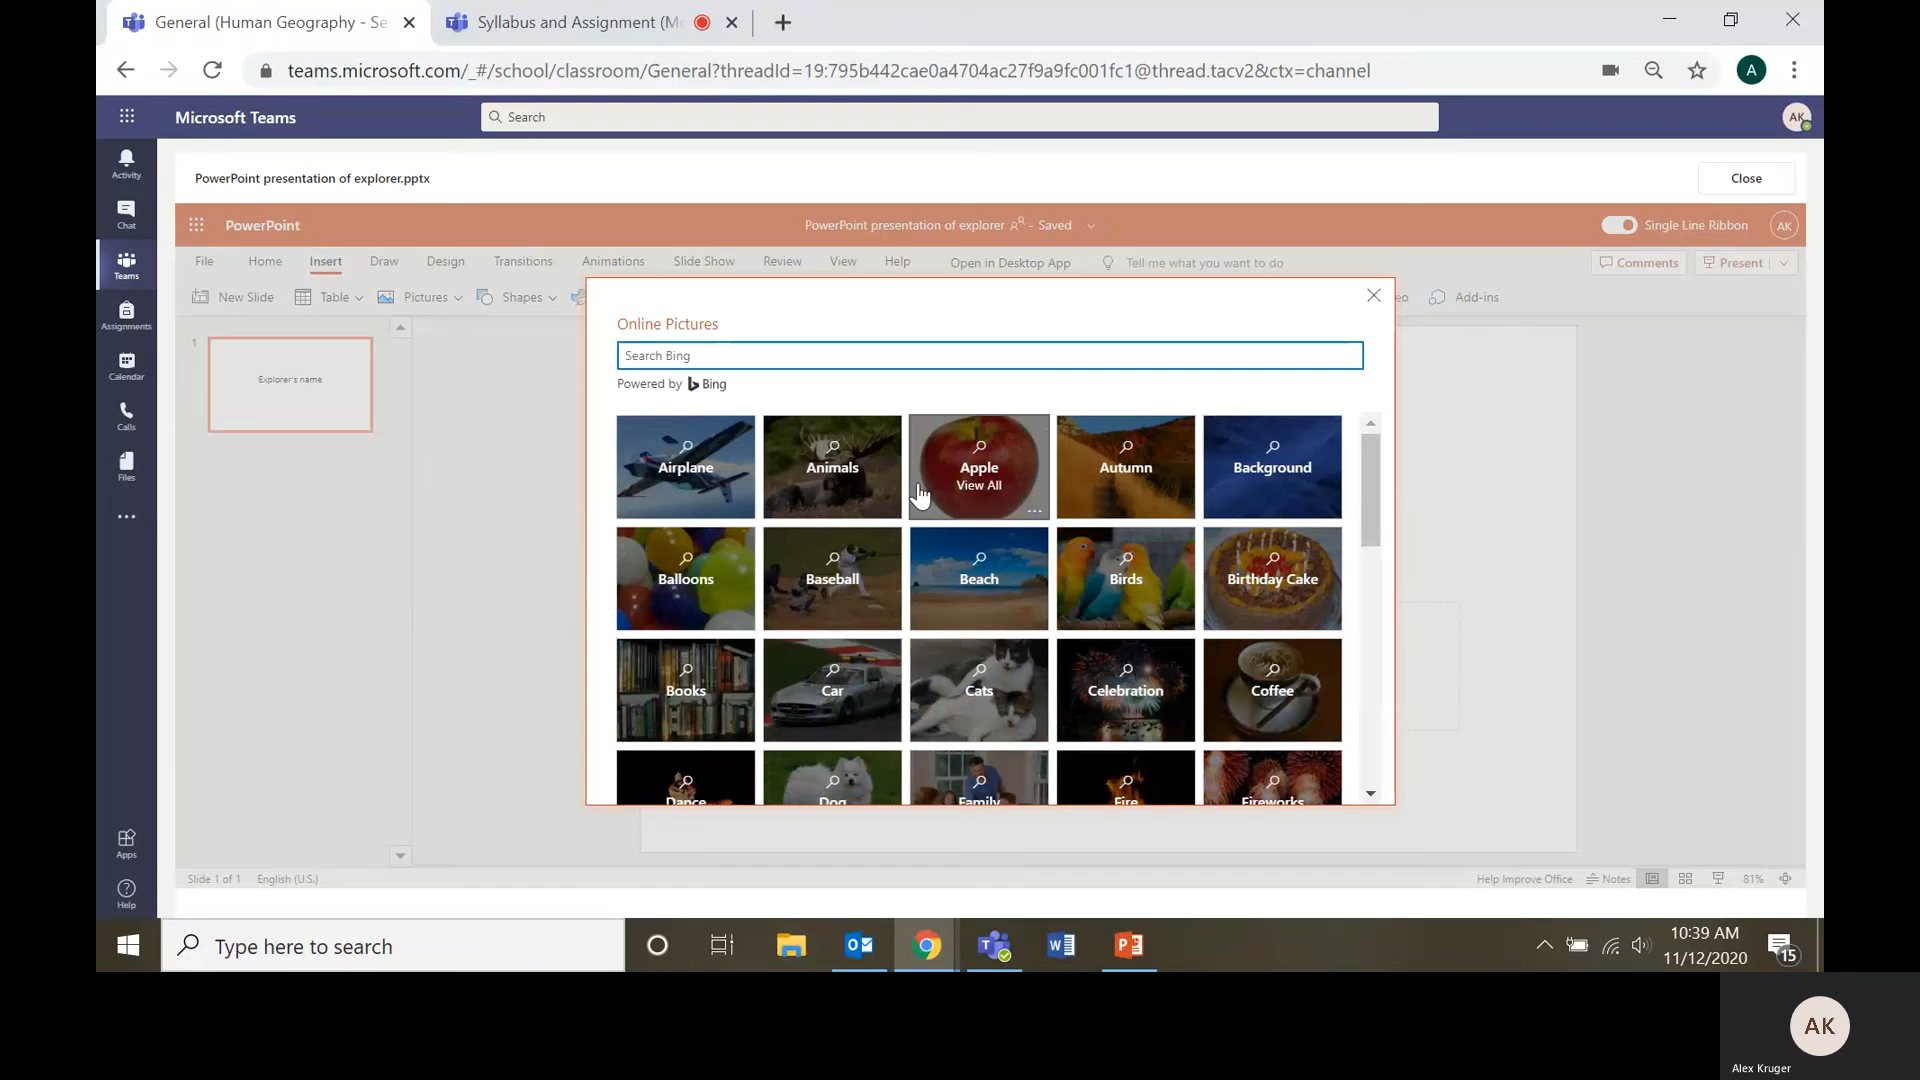 General (Human Geography - Se
Syllabus and Assignment (M
teams.microsoft.com/_#/school/classroom/General?threadId=19:795b442cae0a4704ac27f9a9fc001fc1@thread.tacv2&ctx=channel
A
Microsoft Teams
Search
AK
Activity
Chat
Teams
Assignments
Calendar
Calls
Files
Apps
Help
PowerPoint presentation of explorer.pptx
Close
PowerPoint
PowerPoint presentation of explorer - Saved
Single Line Ribbon
AK
File Home Insert Draw Design Transitions Animations Slide Show Review View Help Open in Desktop App Tell me what you want to do Comments Present
New Slide Table Pictures Shapes eo Add-ins
1
Explorer's name
Online Pictures
Search Bing
Powered by Bing
Airplane
Animals
Apple
View All
Autumn
Background
Balloons
Baseball
Beach
Birds
Birthday Cake
Books
Car
Cats
Celebration
Coffee
Dance
Dog
Family
Fire
Fireworks
Slide 1 of 1 English (U.S.)
Help Improve Office Notes 81%
Type here to search
10:39 AM
11/12/2020
15
AK
Alex Kruger